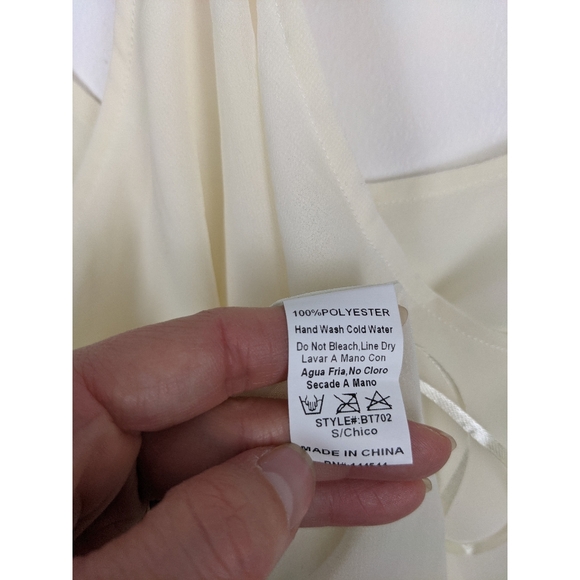 100%POLYESTER
Hand Wash Cold Water
Do Not Bleach,Line Dry
Lavar A Mano Con
Agua Fria,No Cloro
Secade A Mano
STYLE#:BT702
S/Chico
MADE IN CHINA